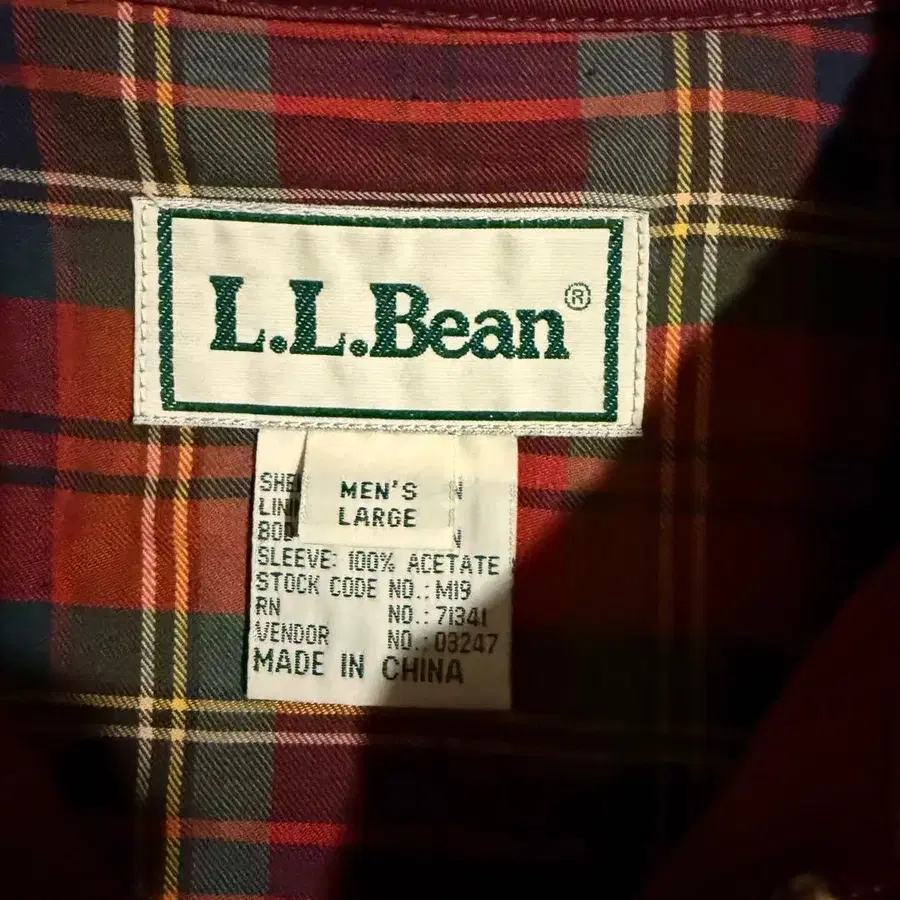 L.L.Bean®
MEN'S
LARGE
SLEEVE: 100% ACETATE
STOCK CODE NO.: M19
RN NO.: 71341
VENDOR NO.: 03247
MADE IN CHINA